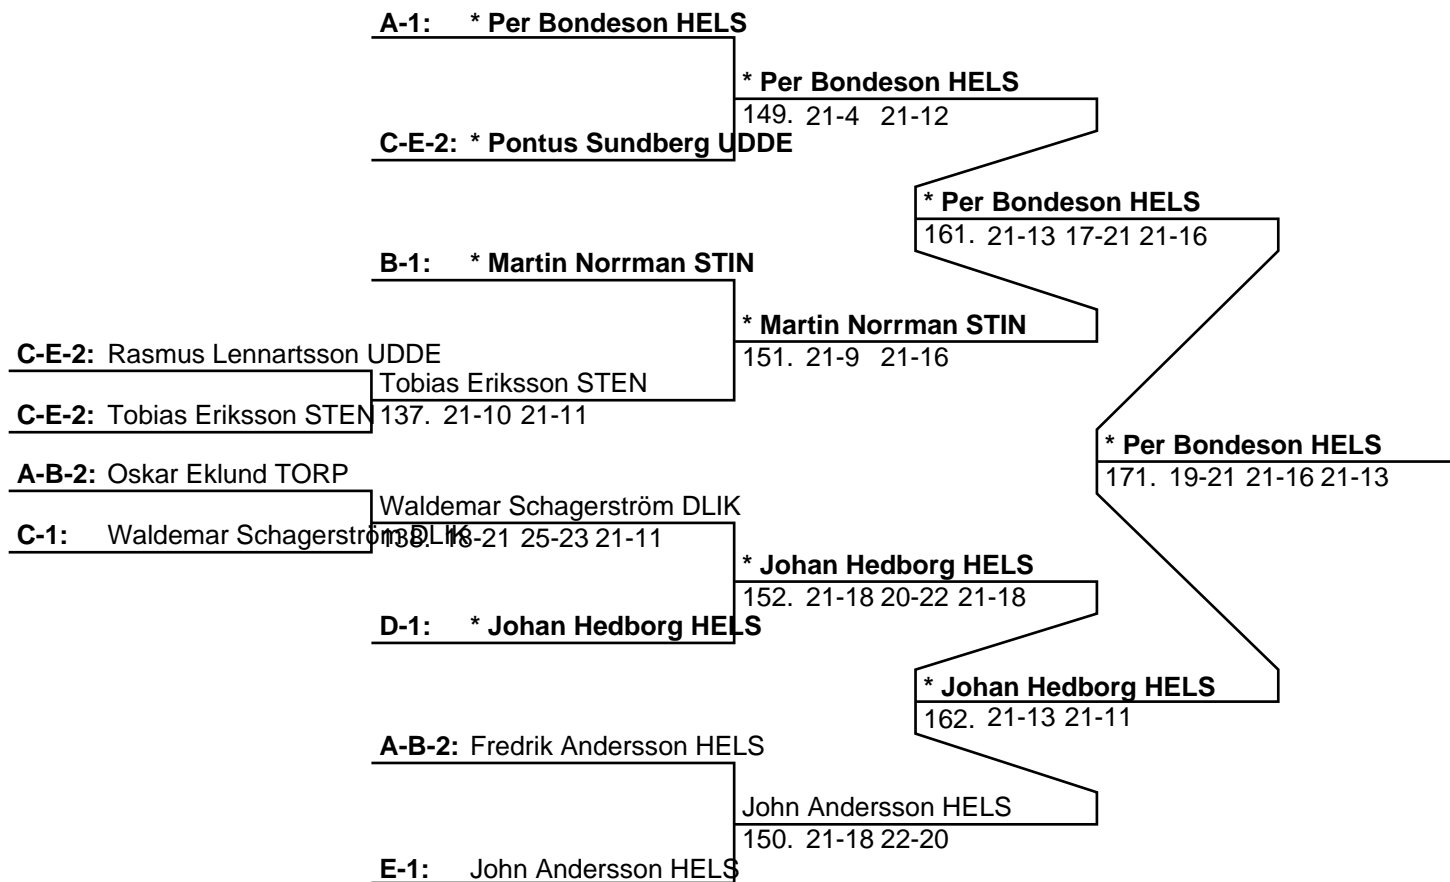 A-1: * Per Bondeson HELS
* Per Bondeson HELS
149. 21-4 21-12
C-E-2: * Pontus Sundberg UDDE
* Per Bondeson HELS
161. 21-13 17-21 21-16
B-1: * Martin Norrman STIN
* Martin Norrman STIN
151. 21-9 21-16
C-E-2: Rasmus Lennartsson UDDE
Tobias Eriksson STEN
137. 21-10 21-11
C-E-2: Tobias Eriksson STEN
* Per Bondeson HELS
171. 19-21 21-16 21-13
A-B-2: Oskar Eklund TORP
Waldemar Schagerström DLIK
138. 18-21 25-23 21-11
C-1: Waldemar Schagerström DLIK
* Johan Hedborg HELS
152. 21-18 20-22 21-18
D-1: * Johan Hedborg HELS
* Johan Hedborg HELS
162. 21-13 21-11
A-B-2: Fredrik Andersson HELS
John Andersson HELS
150. 21-18 22-20
E-1: John Andersson HELS